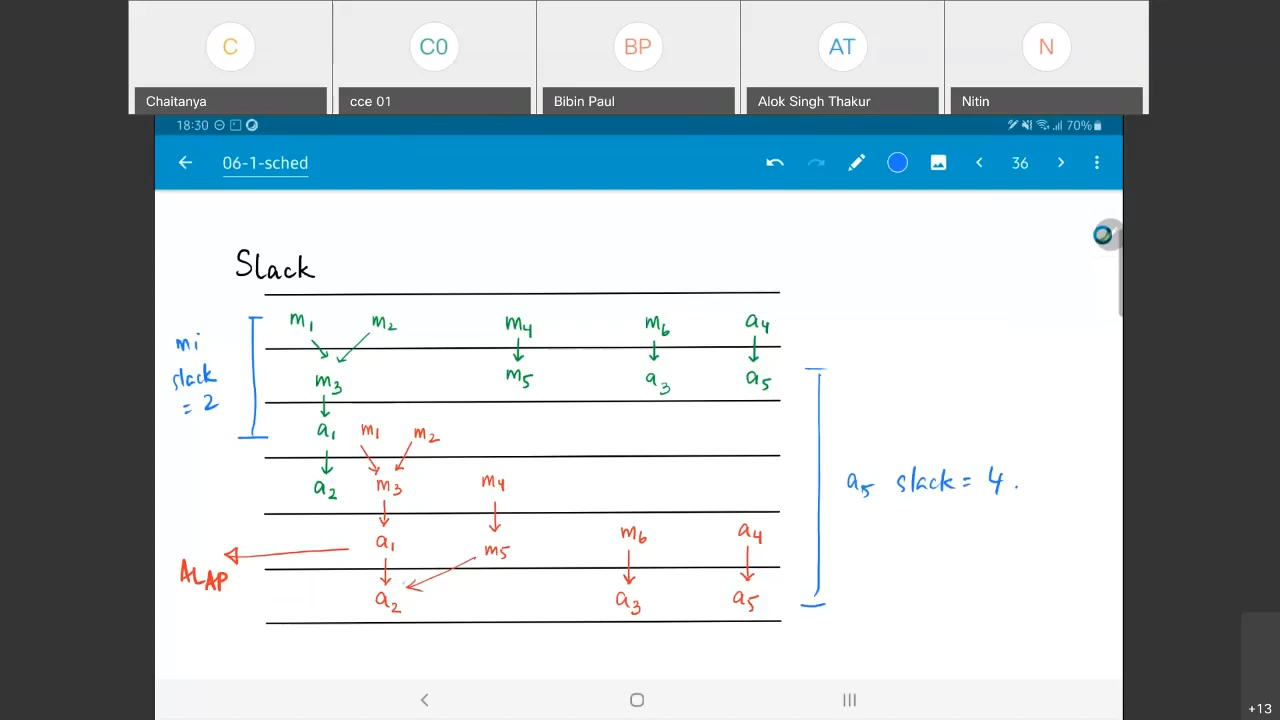 C C0 BP AT N
Chaitanya cce 01 Bibin Paul Alok Singh Thakur Nitin
18:30 70%
06-1-sched 36
Slack
m1 m2 m4 m6 a4
mi
slack
= 2
m3 m5 a3 a5
a1 m1 m2
a2 m3 m4
a5 slack = 4 .
a1 m5 m6 a4
ALAP
a2 a3 a5
+13